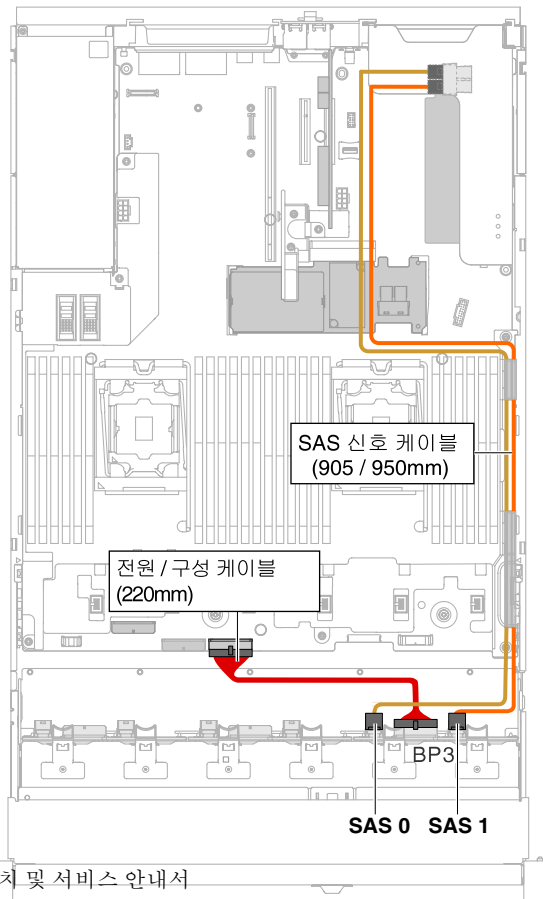 SAS 신호 케이블
(905 / 950mm)
전원 / 구성 케이블
(220mm)
BP3
SAS 0 SAS 1
치 및 서비스 안내서